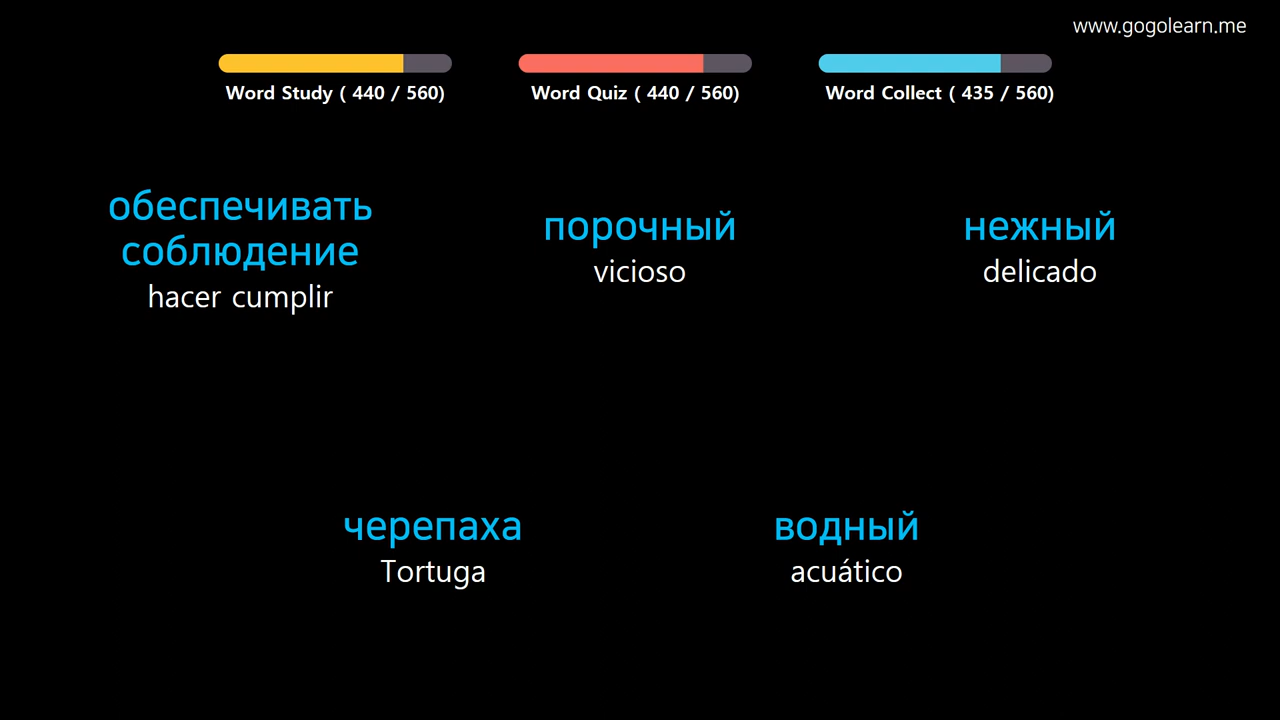 www.gogolearn.me
Word Study ( 440 / 560)
Word Quiz ( 440 / 560)
Word Collect ( 435 / 560)
обеспечивать
соблюдение
hacer cumplir
порочный
vicioso
нежный
delicado
черепаха
Tortuga
водный
acuático